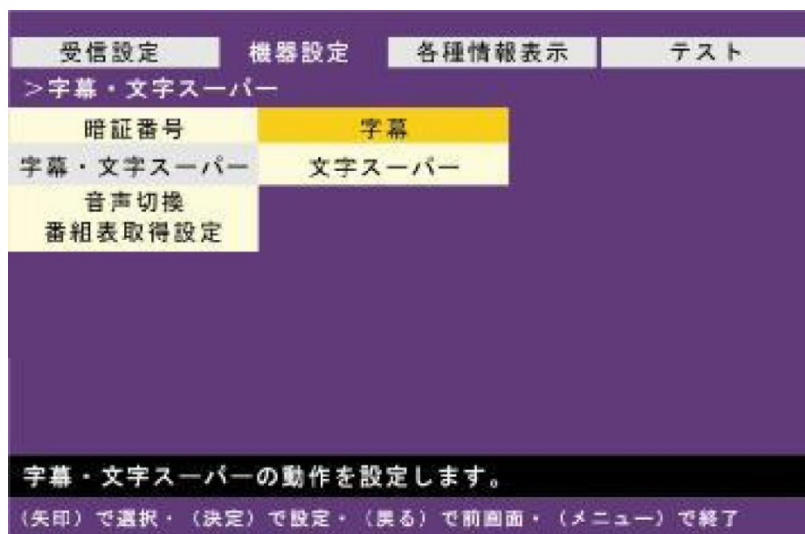 受信設定 機器設定 各種情報表示 テスト
>字幕・文字スーパー
暗証番号 字幕
字幕・文字スーパー 文字スーパー
音声切換
番組表取得設定
字幕・文字スーパーの動作を設定します。
(矢印)で選択・(決定)で設定・(戻る)で前画面・(メニュー)で終了